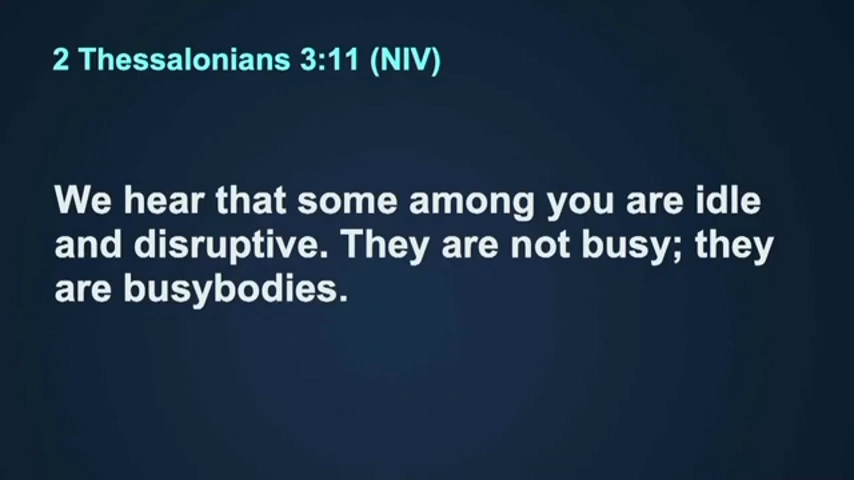 2 Thessalonians 3:11 (NIV)
We hear that some among you are idle
and disruptive. They are not busy; they
are busybodies.